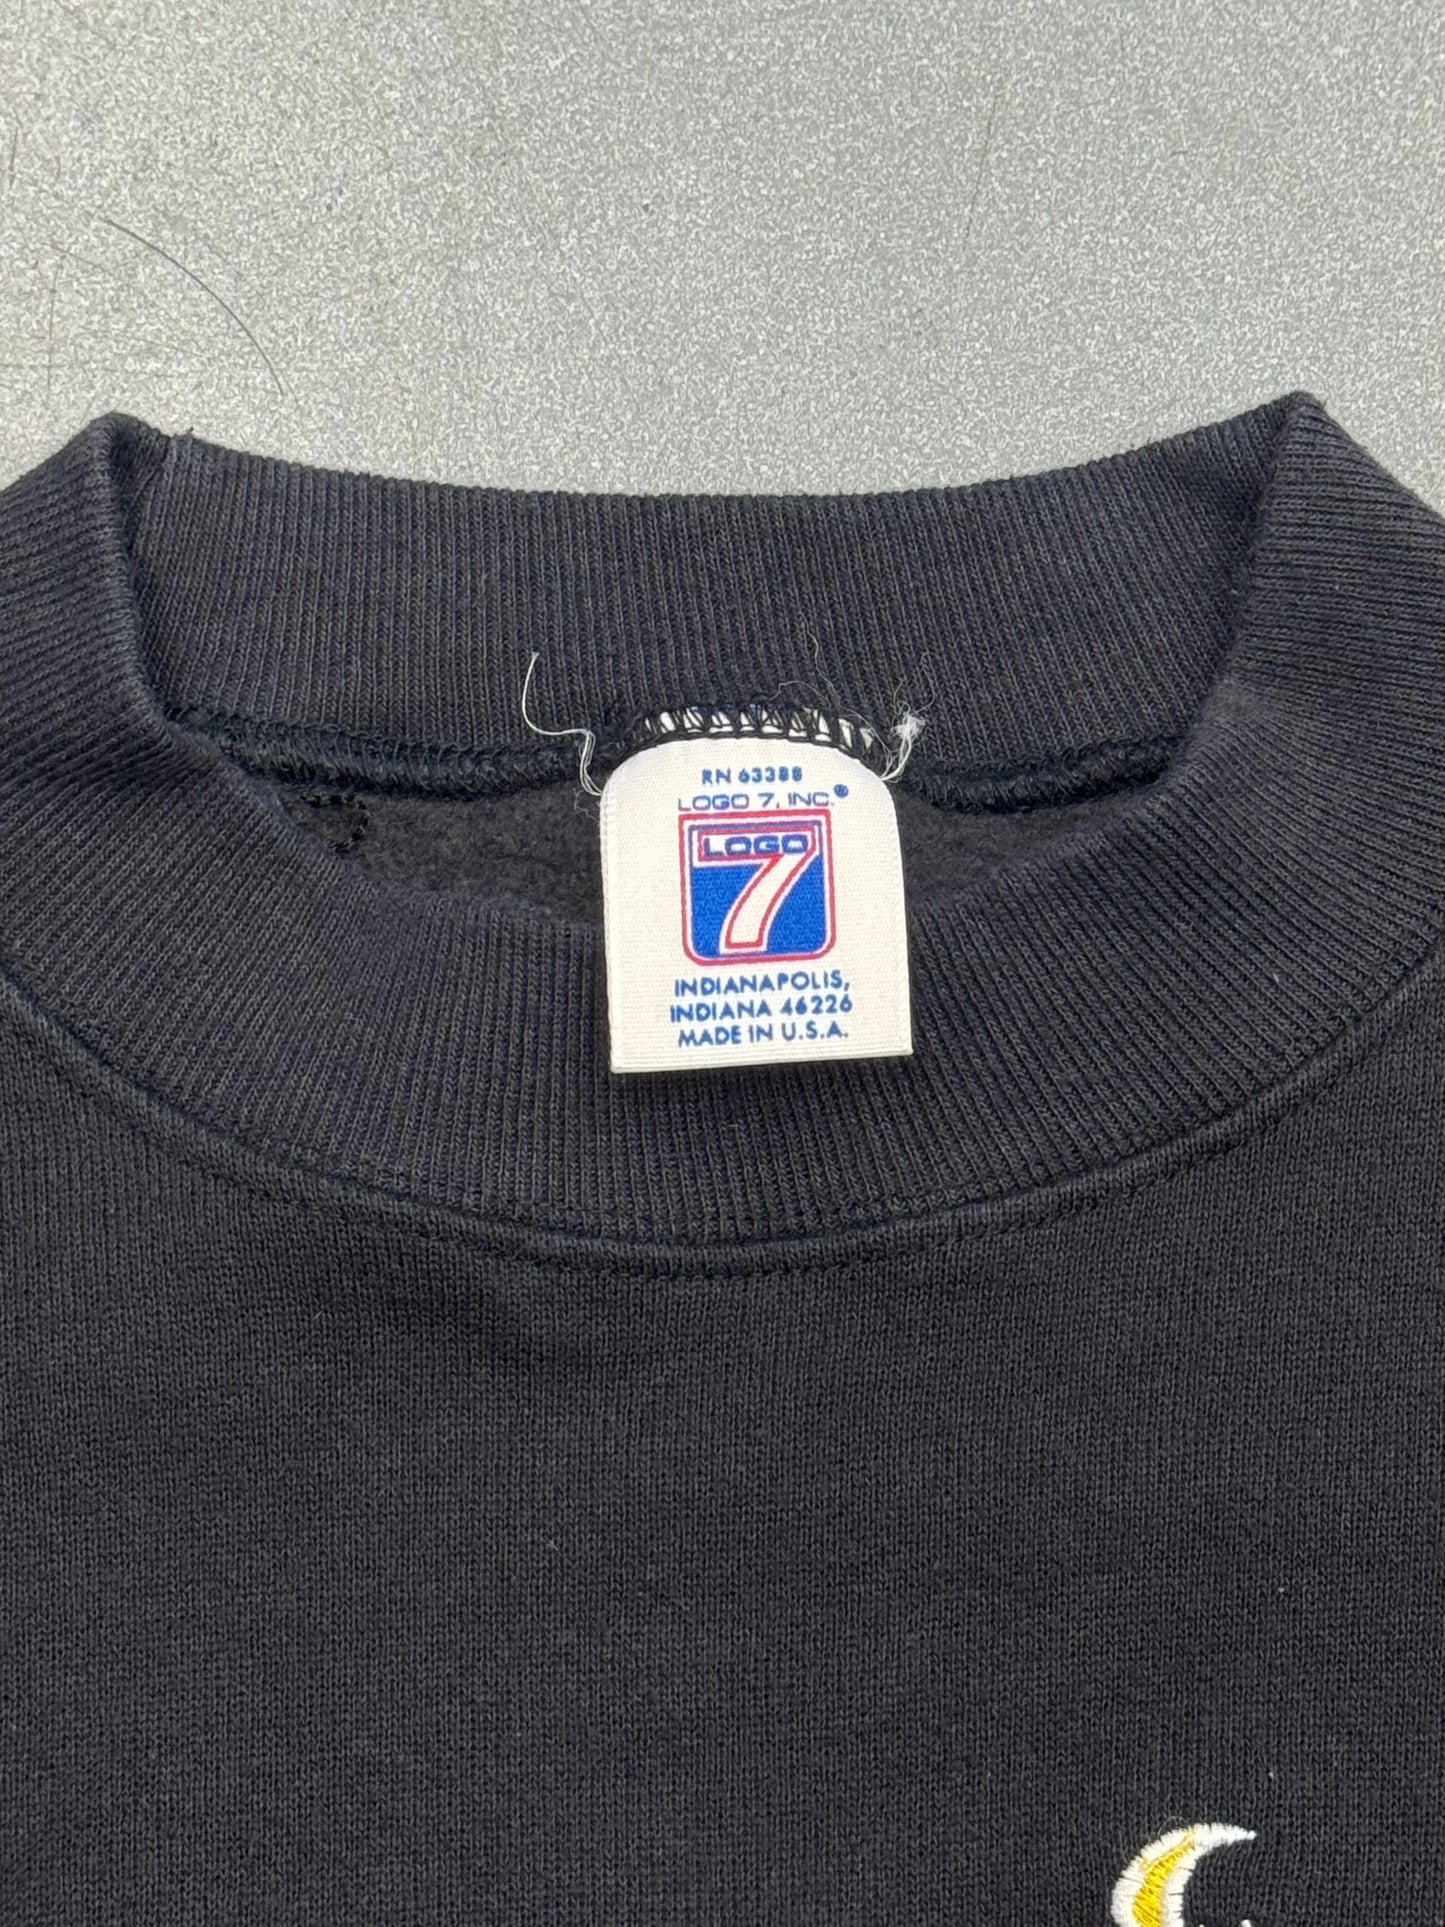 RN 63388
LOGO 7, INC.®
LOGO
7
INDIANAPOLIS,
INDIANA 46226
MADE IN U.S.A.